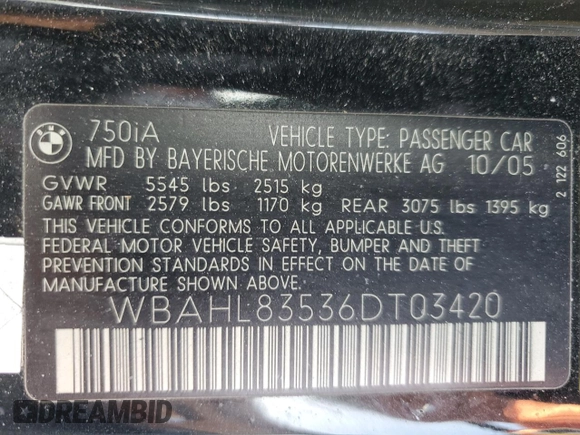 750iA VEHICLE TYPE: PASSENGER CAR
MFD BY BAYERISCHE MOTORENWERKE AG 10/05
GVWR 5545 lbs 2515 kg
GAWR FRONT 2579 lbs 1170 kg REAR 3075 lbs 1395 kg
THIS VEHICLE CONFORMS TO ALL APPLICABLE U.S.
FEDERAL MOTOR VEHICLE SAFETY, BUMPER AND THEFT
PREVENTION STANDARDS IN EFFECT ON THE DATE OF
MANUFACTURE SHOWN ABOVE.
WBAHL83536DT03420
2 122 606
BMW
DREAMBID